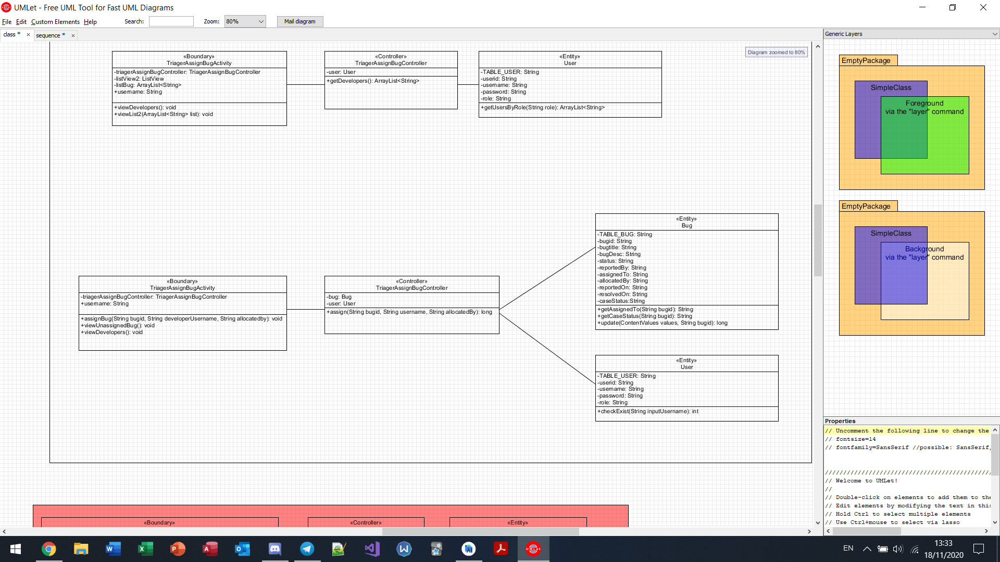 UMLet - Free UML Tool for Fast UML Diagrams
File Edit Custom Elements Help Search: Zoom: 80% Mail diagram
class * sequence *
Diagram zoomed to 80%
«Boundary»
TriagerAssignBugActivity
-triagerAssignBugController: TriagerAssignBugController
-listView2: ListView
-listBug: ArrayList<String>
+username: String
+viewDevelopers(): void
+viewList2(ArrayList<String> list): void
«Controller»
TriagerAssignBugController
-user: User
+getDevelopers(): ArrayList<String>
«Entity»
User
-TABLE_USER: String
-userid: String
-username: String
-password: String
-role: String
+getUsersByRole(String role): ArrayList<String>
«Boundary»
TriagerAssignBugActivity
-triagerAssignBugController: TriagerAssignBugController
+username: String
+assignBug(String bugid, String developerUsername, String allocatedby): void
+viewUnassignedBug(): void
+viewDevelopers(): void
«Controller»
TriagerAssignBugController
-bug: Bug
-user: User
+assign(String bugid, String username, String allocatedBy): long
«Entity»
Bug
-TABLE_BUG: String
-bugid: String
-bugtitle: String
-bugDesc: String
-status: String
-reportedBy: String
-assignedTo: String
-allocatedBy: String
-reportedOn: String
-resolvedOn: String
-caseStatus:String
+getAssignedTo(String bugid): String
+getCaseStatus(String bugid): String
+update(ContentValues values, String bugid): long
«Entity»
User
-TABLE_USER: String
-userid: String
-username: String
-password: String
-role: String
+checkExist(String inputUsername): int
«Boundary»
«Controller»
«Entity»
Generic Layers
EmptyPackage
SimpleClass
Foreground
via the "layer" command
EmptyPackage
SimpleClass
Background
via the "layer" command
Properties
// Uncomment the following line to change the
// fontsize=14
// fontfamily=SansSerif //possible: SansSerif,
//////////////////////////////////////////////
// Welcome to UMLet!
//
// Double-click on elements to add them to the
// Edit elements by modifying the text in this
// Hold Ctrl to select multiple elements
// Use Ctrl+mouse to select via lasso
EN
13:33
18/11/2020